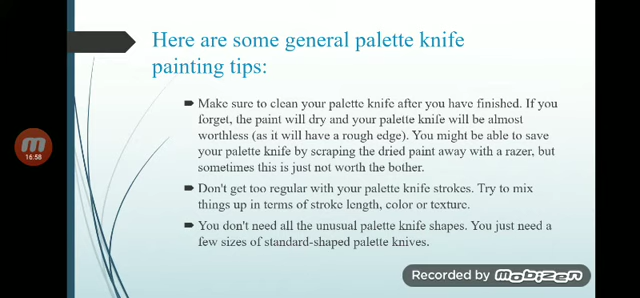 Here are some general palette knife
painting tips:
Make sure to clean your palette knife after you have finished. If you
forget, the paint will dry and your palette knife will be almost
worthless (as it will have a rough edge). You might be able to save
your palette knife by scraping the dried paint away with a razer, but
sometimes this is just not worth the bother.
Don't get too regular with your palette knife strokes. Try to mix
things up in terms of stroke length, color or texture.
You don't need all the unusual palette knife shapes. You just need a
few sizes of standard-shaped palette knives.
16:58
Recorded by mobizen